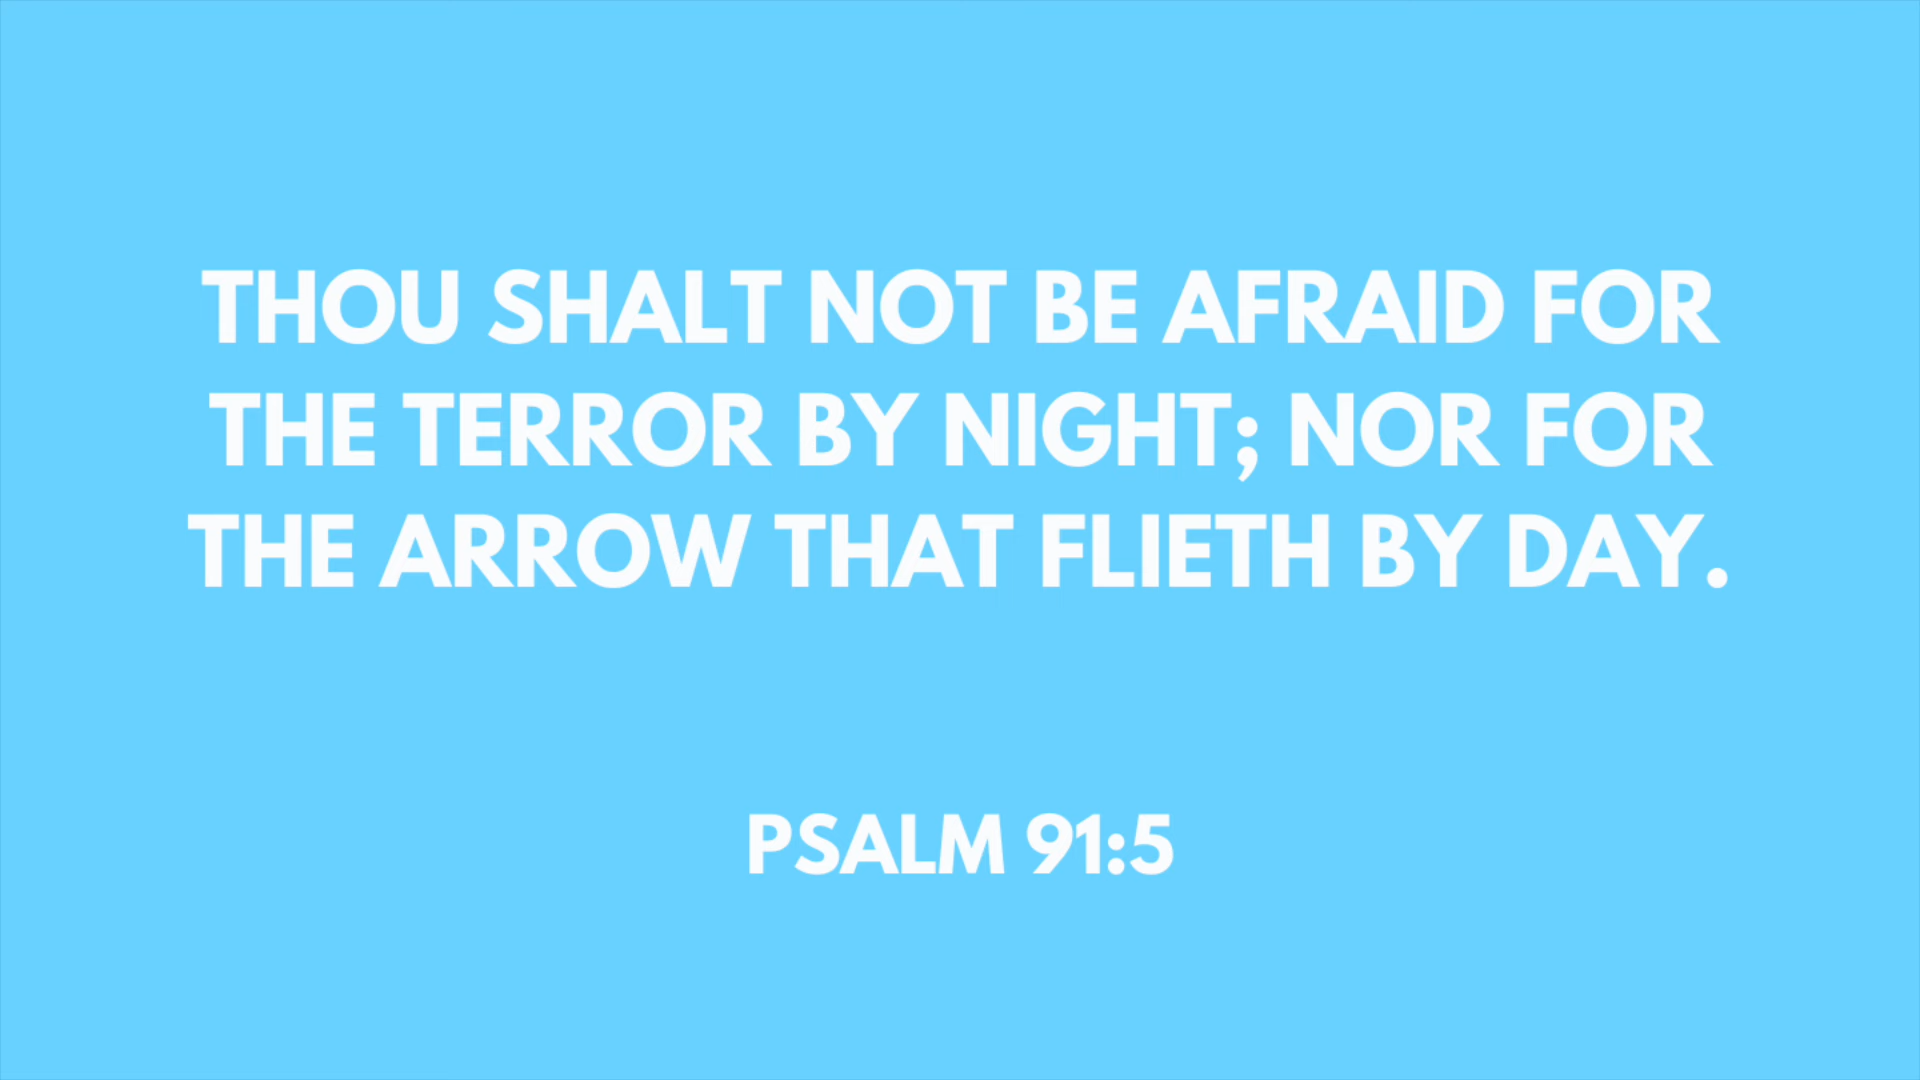 THOU SHALT NOT BE AFRAID FOR
THE TERROR BY NIGHT; NOR FOR
THE ARROW THAT FLIETH BY DAY.
PSALM 91:5